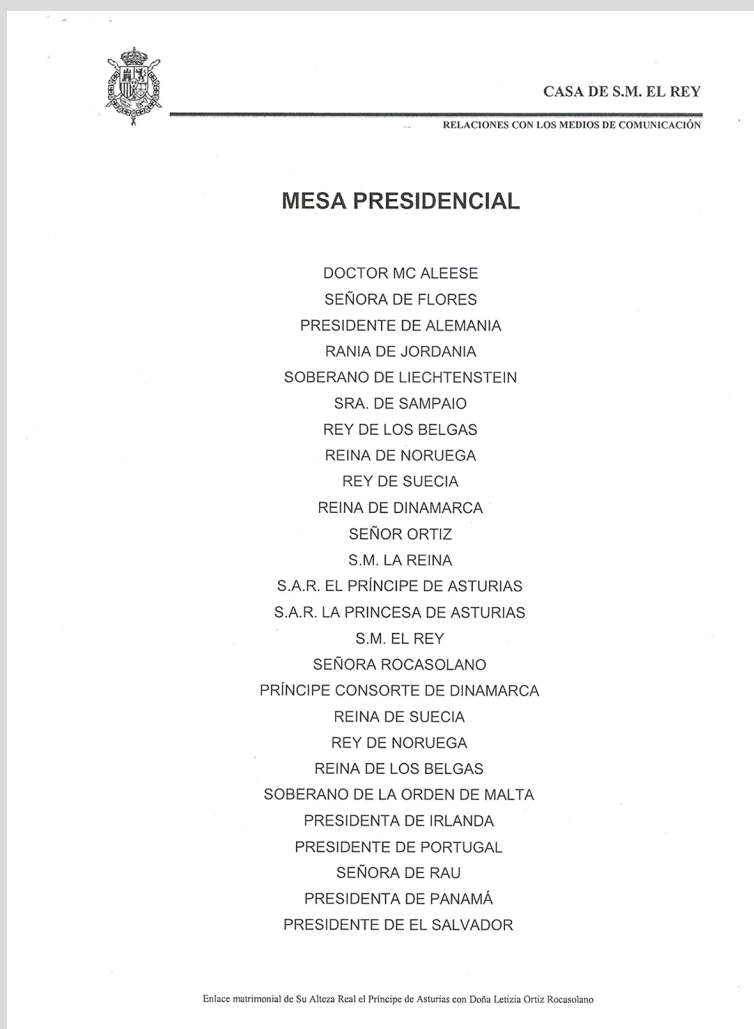 CASA DE S.M. EL REY
RELACIONES CON LOS MEDIOS DE COMUNICACIÓN
MESA PRESIDENCIAL
DOCTOR MC ALEESE
SEÑORA DE FLORES
PRESIDENTE DE ALEMANIA
RANIA DE JORDANIA
SOBERANO DE LIECHTENSTEIN
SRA. DE SAMPAIO
REY DE LOS BELGAS
REINA DE NORUEGA
REY DE SUECIA
REINA DE DINAMARCA
SEÑOR ORTIZ
S.M. LA REINA
S.A.R. EL PRÍNCIPE DE ASTURIAS
S.A.R. LA PRINCESA DE ASTURIAS
S.M. EL REY
SEÑORA ROCASOLANO
PRÍNCIPE CONSORTE DE DINAMARCA
REINA DE SUECIA
REY DE NORUEGA
REINA DE LOS BELGAS
SOBERANO DE LA ORDEN DE MALTA
PRESIDENTA DE IRLANDA
PRESIDENTE DE PORTUGAL
SEÑORA DE RAU
PRESIDENTA DE PANAMÁ
PRESIDENTE DE EL SALVADOR
Enlace matrimonial de Su Alteza Real el Príncipe de Asturias con Doña Letizia Ortiz Rocasolano